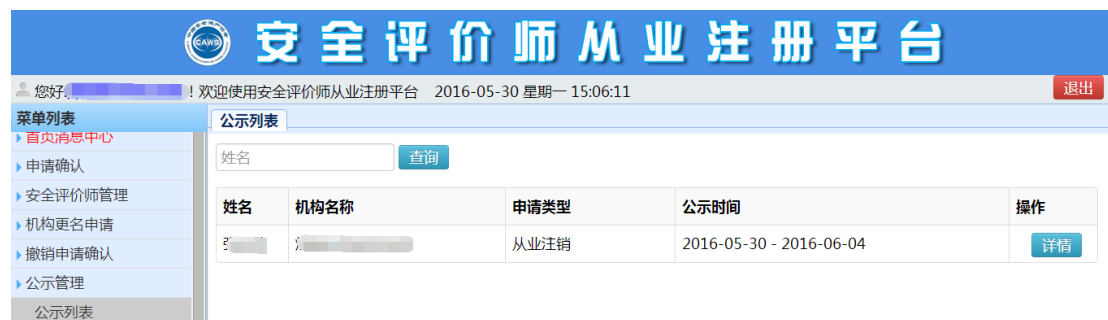 CAWS
安全评价师从业注册平台
您好 ! 欢迎使用安全评价师从业注册平台 2016-05-30 星期一 15:06:11 退出
菜单列表 公示列表
首页消息中心
姓名 查询
申请确认
安全评价师管理
姓名 机构名称 申请类型 公示时间 操作
机构更名申请
从业注销 2016-05-30 - 2016-06-04 详情
撤销申请确认
公示管理
公示列表